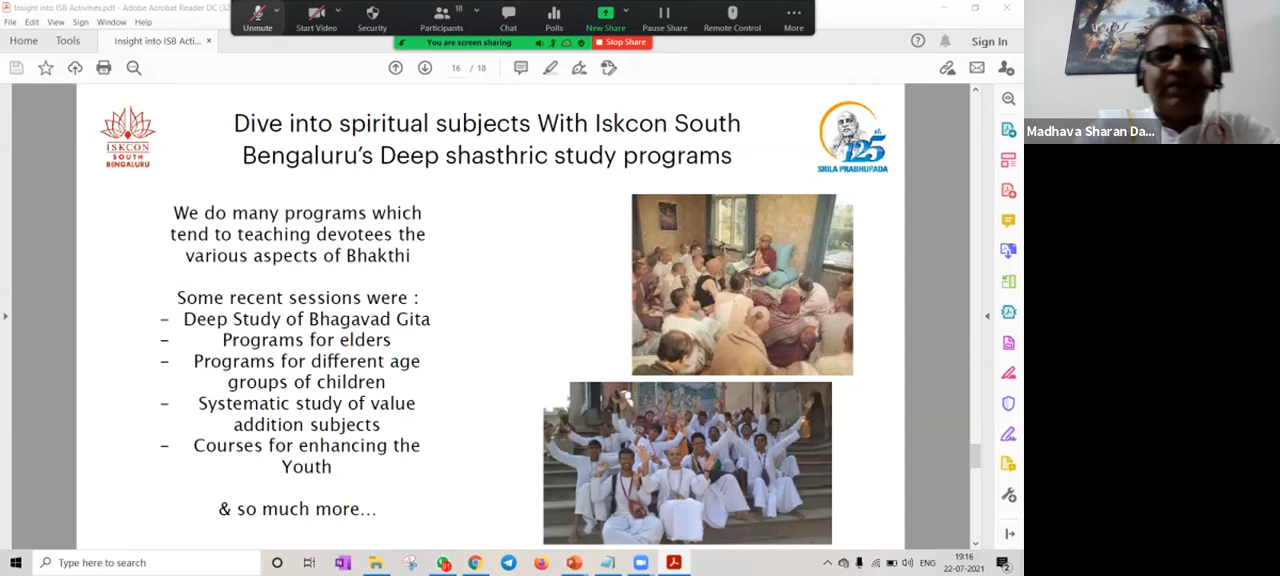 Insight into ISB Activities.pdf - Adobe Acrobat Reader DC (32
File Edit View Sign Window Help
Home Tools Insight into ISB Acti... × Sign In
Unmute Start Video Security Participants 18 Chat Polls New Share Pause Share Remote Control More
You are screen sharing Stop Share
16 / 18
ISKCON
SOUTH
BENGALURU
Dive into spiritual subjects With Iskcon South
Bengaluru's Deep shasthric study programs
125th
SRILA PRABHUPADA
We do many programs which
tend to teaching devotees the
various aspects of Bhakthi
Some recent sessions were :
– Deep Study of Bhagavad Gita
– Programs for elders
– Programs for different age
groups of children
– Systematic study of value
addition subjects
– Courses for enhancing the
Youth
& so much more...
Madhava Sharan Da...
Type here to search
ENG
19:16
22-07-2021
2